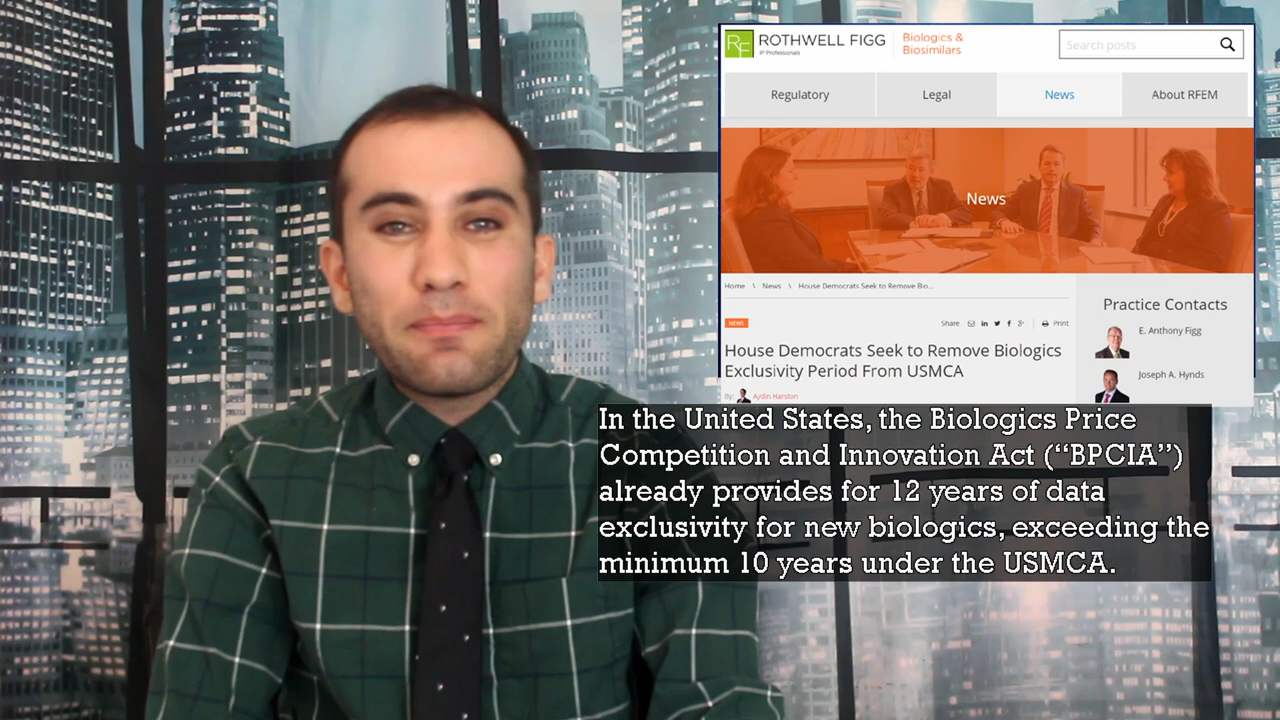 RF ROTHWELL FIGG
IP Professionals
Biologics &
Biosimilars
Search posts
Regulatory
Legal
News
About RFEM
News
Home \ News \ House Democrats Seek to Remove Bio...
NEWS
Share
Print
House Democrats Seek to Remove Biologics
Exclusivity Period From USMCA
By: Aydin Harston
Practice Contacts
E. Anthony Figg
Joseph A. Hynds
In the United States, the Biologics Price
Competition and Innovation Act (“BPCIA”)
already provides for 12 years of data
exclusivity for new biologics, exceeding the
minimum 10 years under the USMCA.